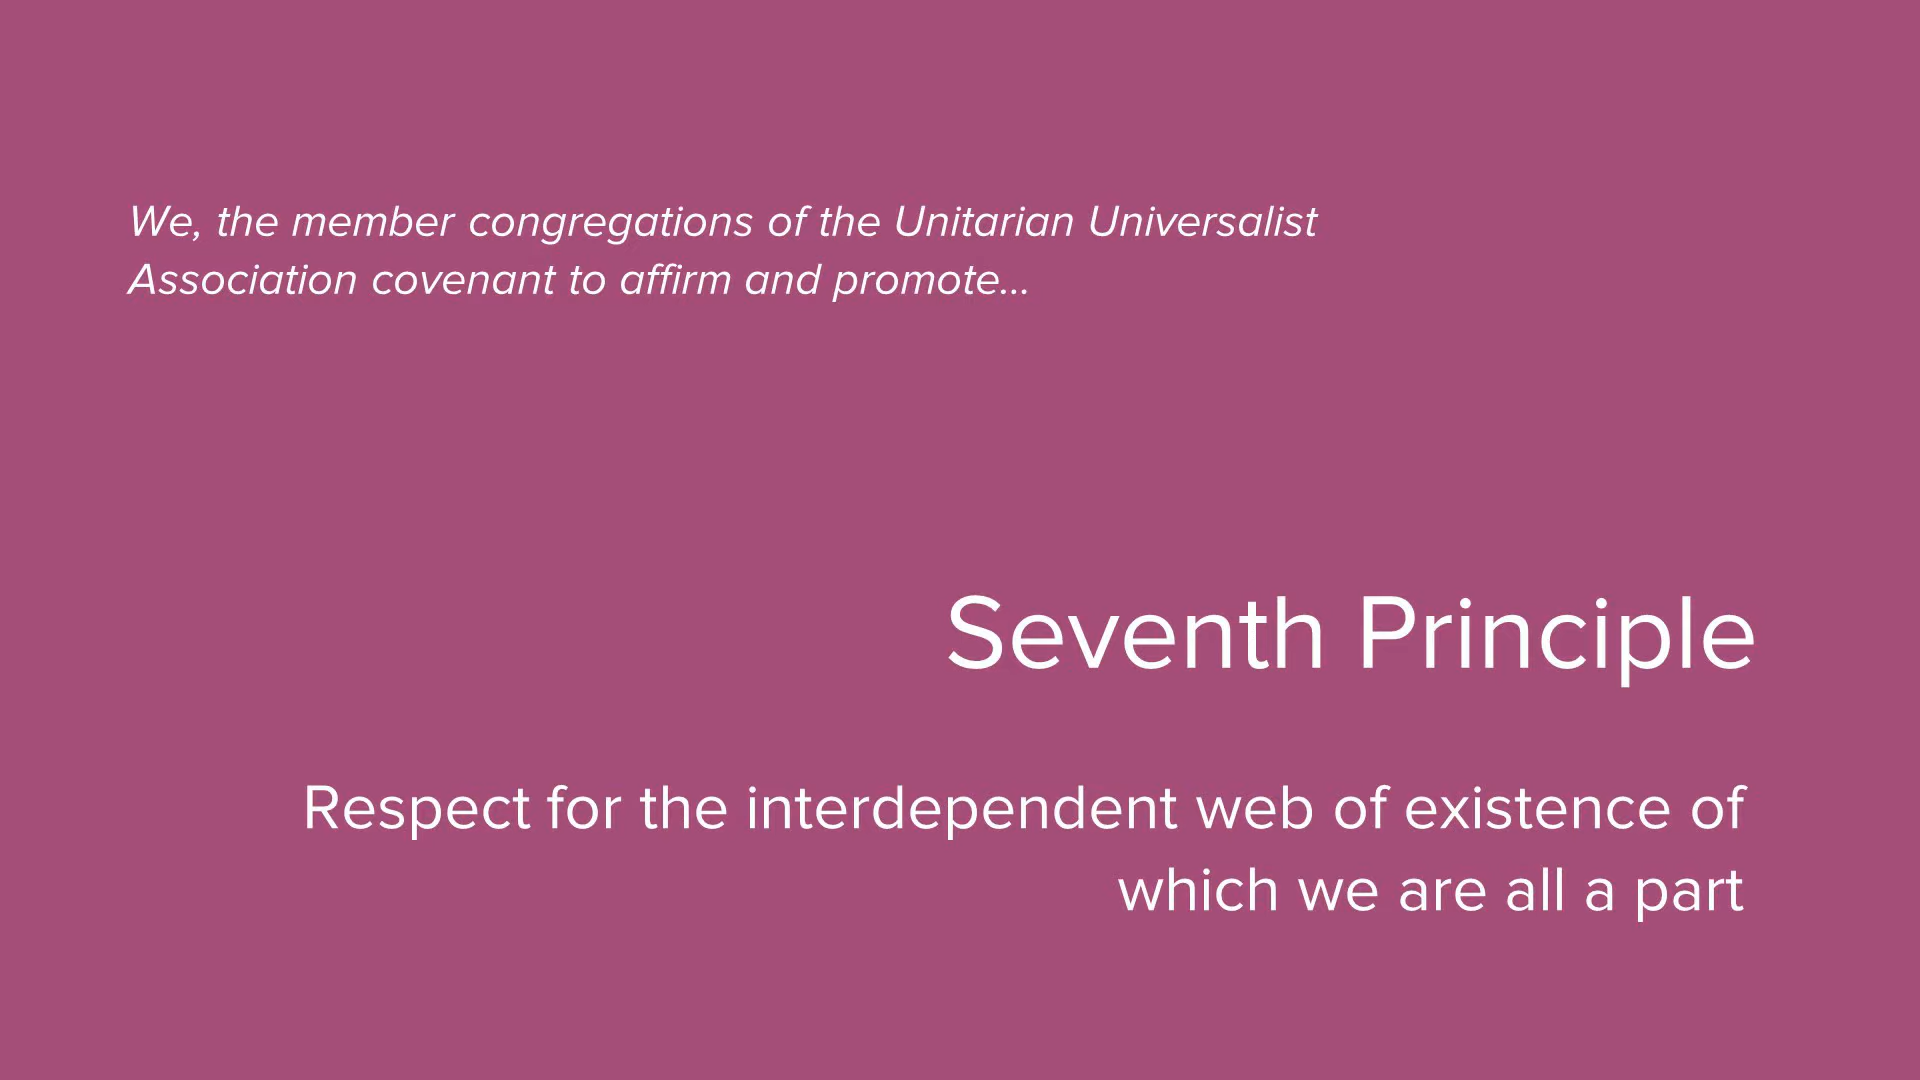 We, the member congregations of the Unitarian Universalist
Association covenant to affirm and promote...
Seventh Principle
Respect for the interdependent web of existence of
which we are all a part